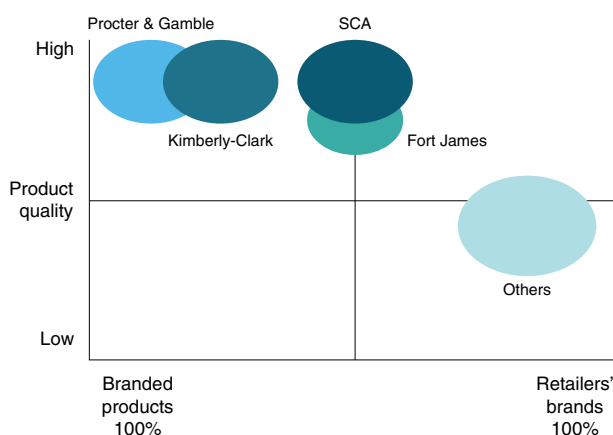 Procter & Gamble
SCA
High
Kimberly-Clark
Fort James
Product
quality
Others
Low
Branded
products
100%
Retailers’
brands
100%